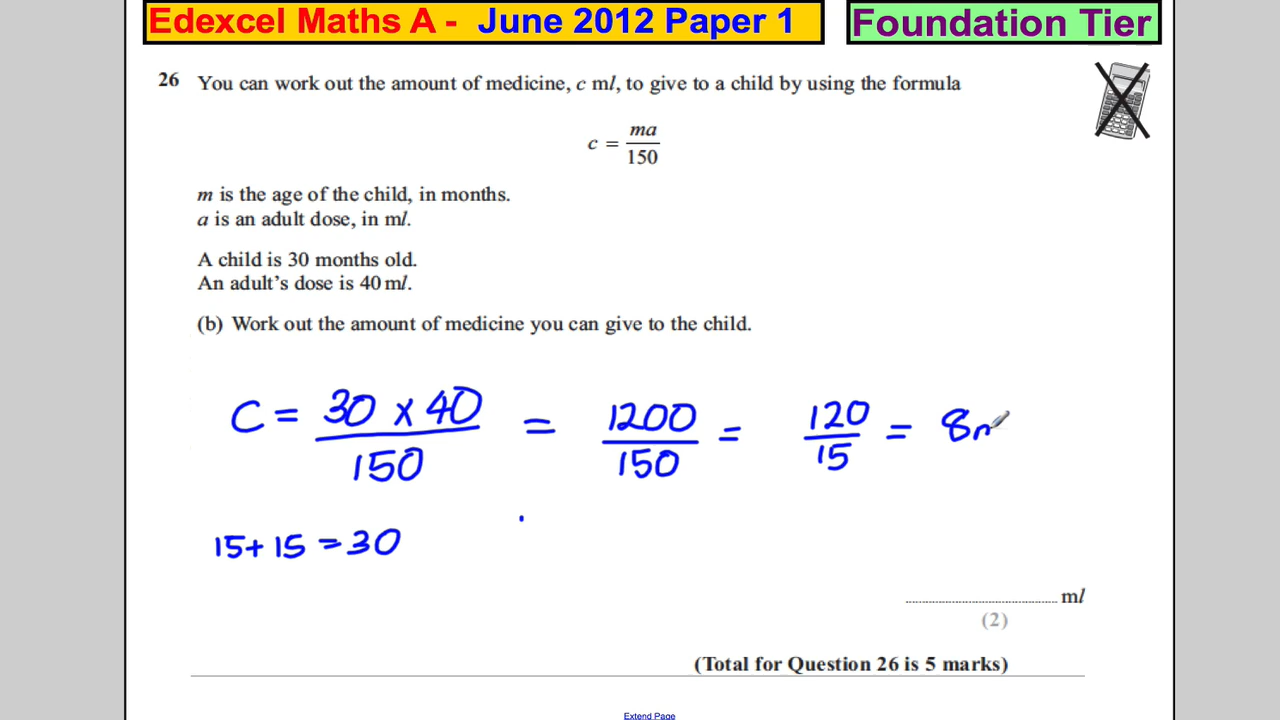 Edexcel Maths A - June 2012 Paper 1
Foundation Tier
26 You can work out the amount of medicine, c ml, to give to a child by using the formula
c = ma/150
m is the age of the child, in months.
a is an adult dose, in ml.
A child is 30 months old.
An adult's dose is 40 ml.
(b) Work out the amount of medicine you can give to the child.
C = 30 x 40/150 = 1200/150 = 120/15 = 8m
15 + 15 = 30
ml
(2)
(Total for Question 26 is 5 marks)
Extend Page